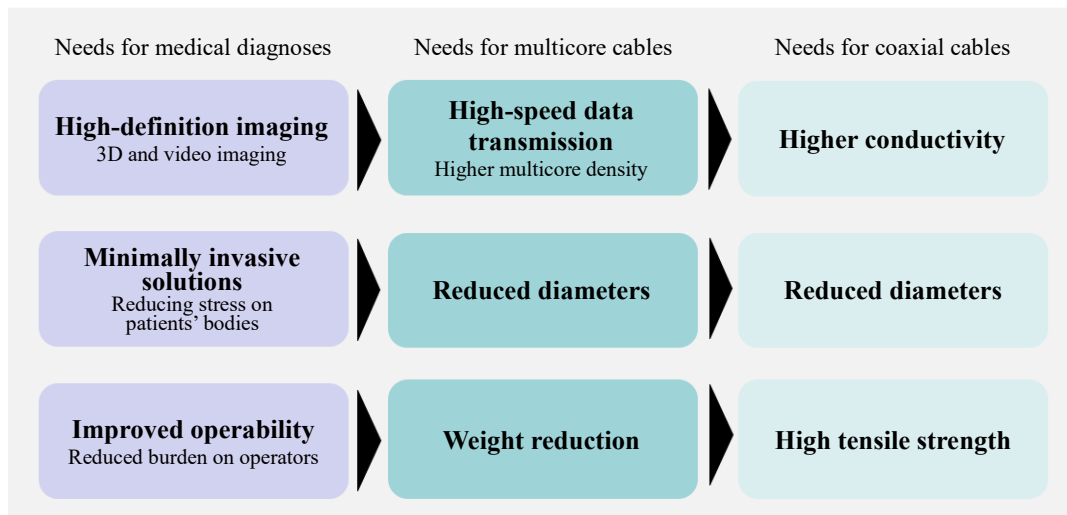 Needs for medical diagnoses
Needs for multicore cables
Needs for coaxial cables
High-definition imaging
3D and video imaging
High-speed data
transmission
Higher multicore density
Higher conductivity
Minimally invasive
solutions
Reducing stress on
patients’ bodies
Reduced diameters
Reduced diameters
Improved operability
Reduced burden on operators
Weight reduction
High tensile strength